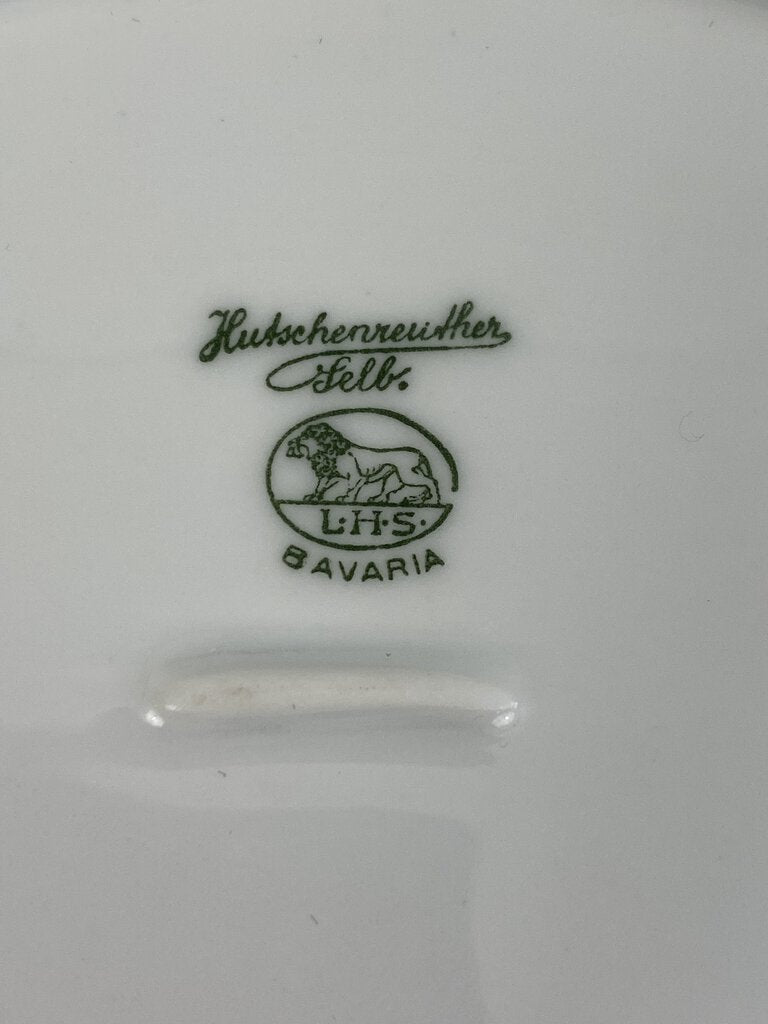 Hutschenreuther
Selb.
L·H·S·
BAVARIA